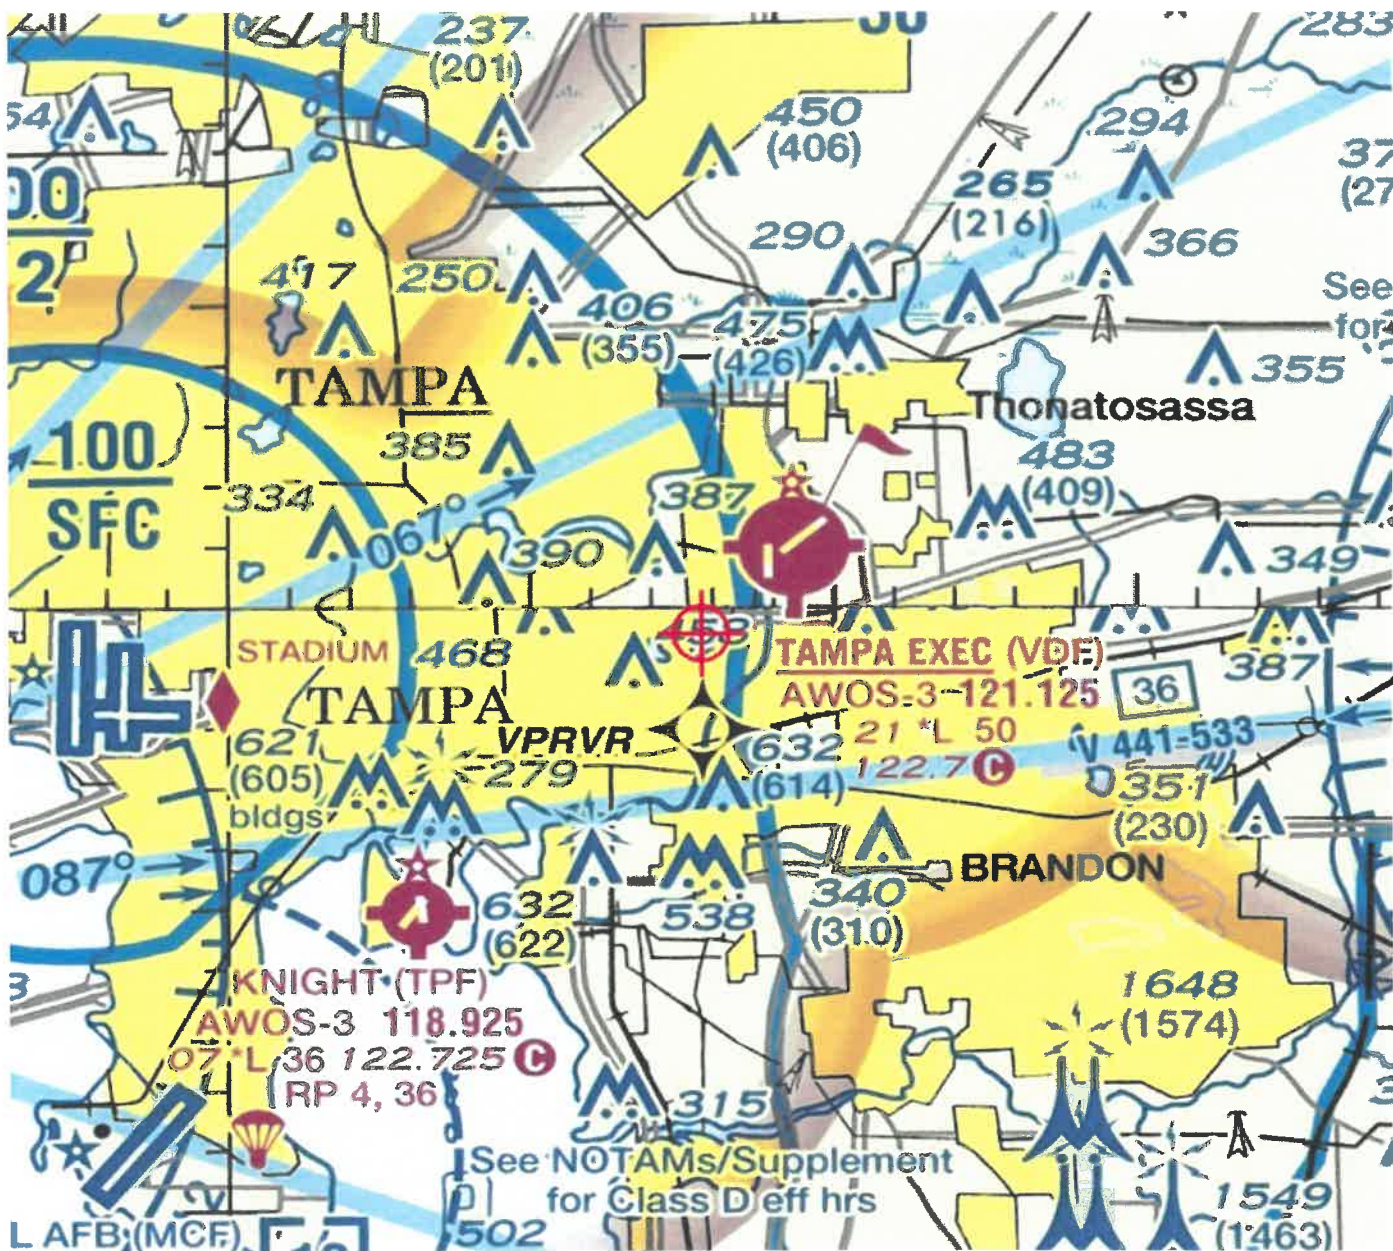 237
(201)
283
450
(406)
294
265
(216)
290
366
417
250
406
(355)
475
(426)
See
for
355
TAMPA
Thonatosassa
100
SFC
385
483
(409)
334
387
067°
390
349
STADIUM
468
TAMPA EXEC (VDF)
AWOS-3 121.125
21 *L 50
122.7 C
387
36
TAMPA
VPRVR
621
(605)
bldgs
279
632
(614)
V 441-533
351
(230)
087°
BRANDON
632
(622)
538
340
(310)
KNIGHT (TPF)
AWOS-3 118.925
07 *L 36 122.725 C
RP 4, 36
1648
(1574)
315
See NOTAMs/Supplement
for Class D eff hrs
1549
(1463)
L AFB (MCF)
502